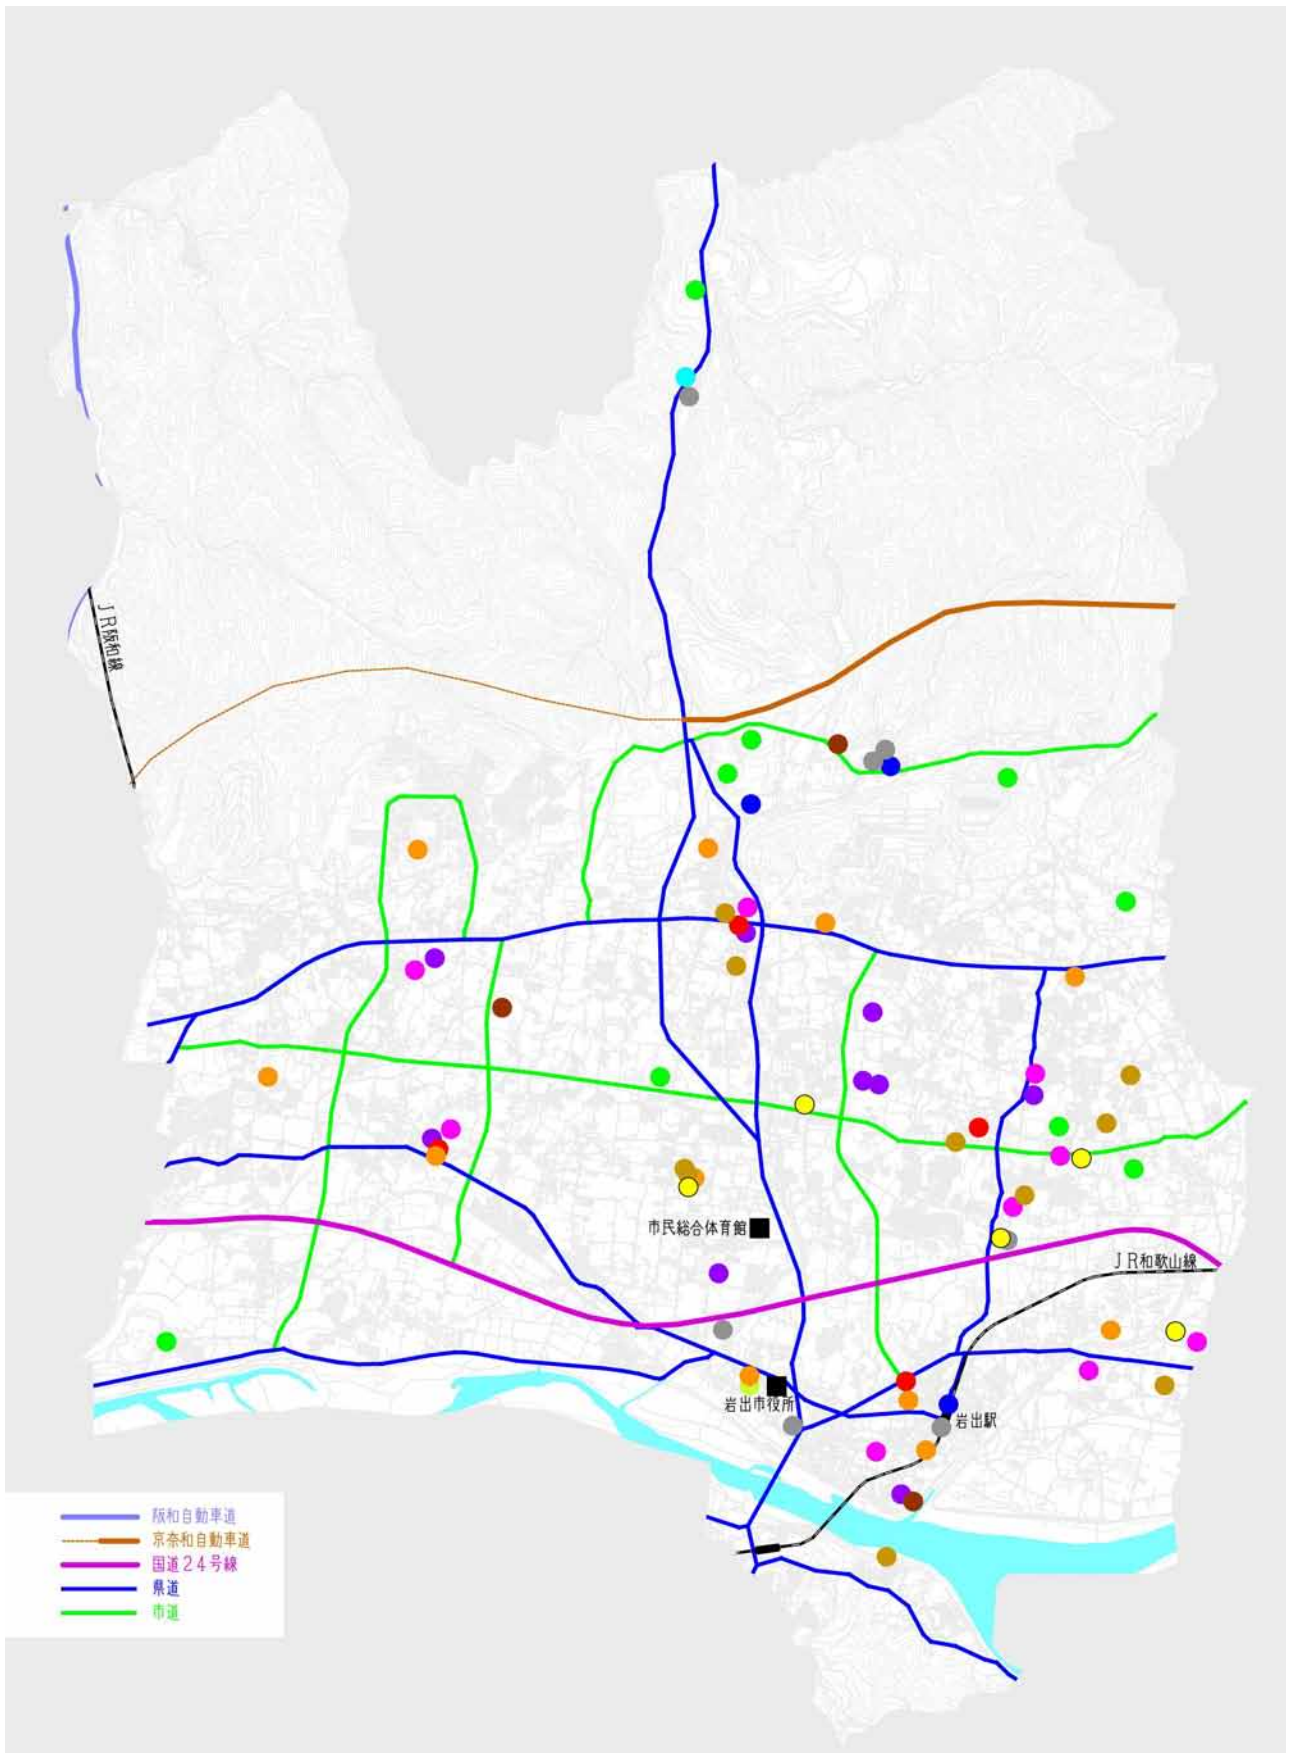 JR阪和線
市民総合体育館
JR和歌山線
岩出市役所
岩出駅
阪和自動車道
京奈和自動車道
国道24号線
県道
市道